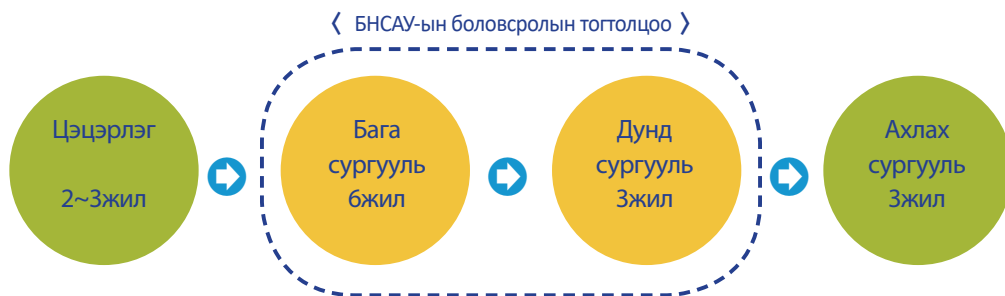 〈 БНСАУ-ын боловсролын тогтолцоо 〉
Цэцэрлэг
2~3жил
Бага
сургууль
6жил
Дунд
сургууль
3жил
Ахлах
сургууль
3жил